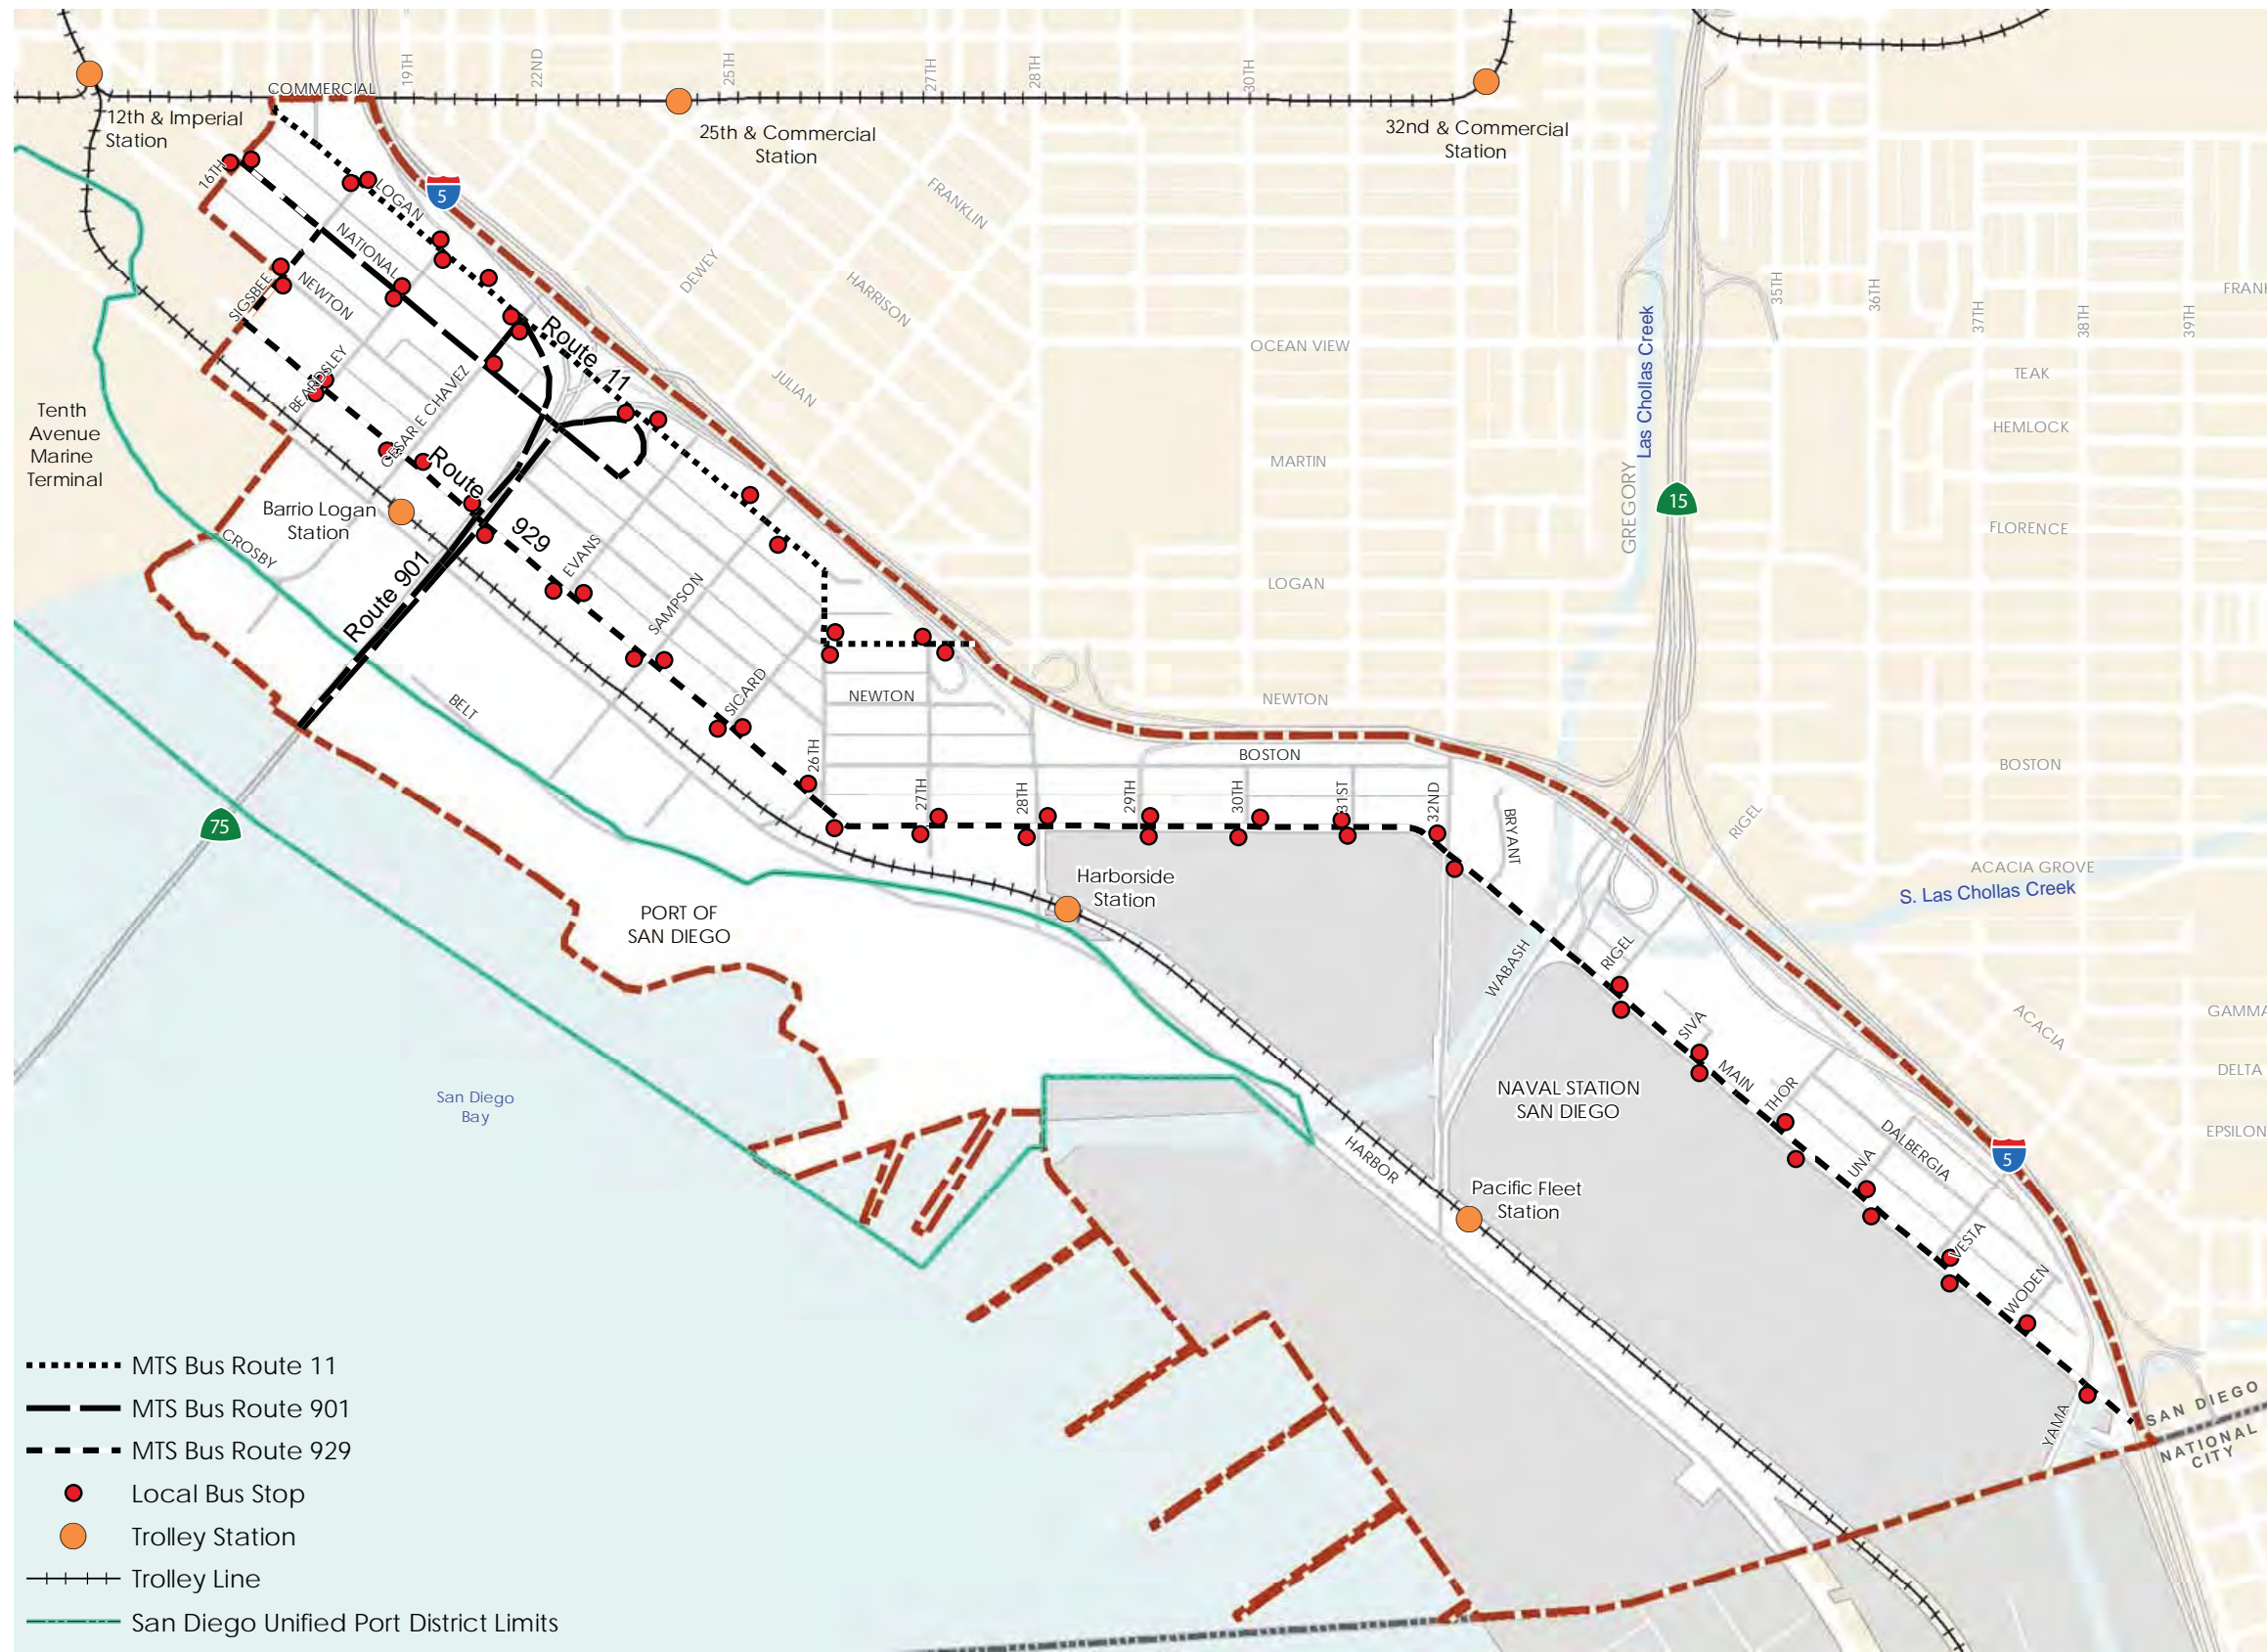 COMMERCIAL
19TH
22ND
25TH
27TH
28TH
30TH
12th & Imperial
Station
25th & Commercial
Station
32nd & Commercial
Station
16TH
LOGAN
5
FRANKLIN
DEWEY
HARRISON
JULIAN
NATIONAL
SIGSBEE
NEWTON
BEARDSLEY
CESAR E CHAVEZ
Route 11
Tenth
Avenue
Marine
Terminal
Barrio Logan
Station
Route 929
Route 901
CROSBY
EVANS
SAMPSON
SICARD
BELT
NEWTON
26TH
27TH
28TH
29TH
30TH
31ST
32ND
BOSTON
BRYANT
OCEAN VIEW
MARTIN
LOGAN
NEWTON
GREGORY
Las Chollas Creek
15
35TH
36TH
37TH
38TH
39TH
FRANK
TEAK
HEMLOCK
FLORENCE
BOSTON
RIGEL
ACACIA GROVE
S. Las Chollas Creek
ACACIA
GAMMA
DELTA
EPSILON
75
PORT OF
SAN DIEGO
Harborside
Station
WABASH
RIGEL
SIVA
MAIN
THOR
UNA
DALBERGIA
VESTA
WODEN
YAMA
5
NAVAL STATION
SAN DIEGO
HARBOR
Pacific Fleet
Station
San Diego
Bay
SAN DIEGO
NATIONAL
CITY
MTS Bus Route 11
MTS Bus Route 901
MTS Bus Route 929
Local Bus Stop
Trolley Station
Trolley Line
San Diego Unified Port District Limits